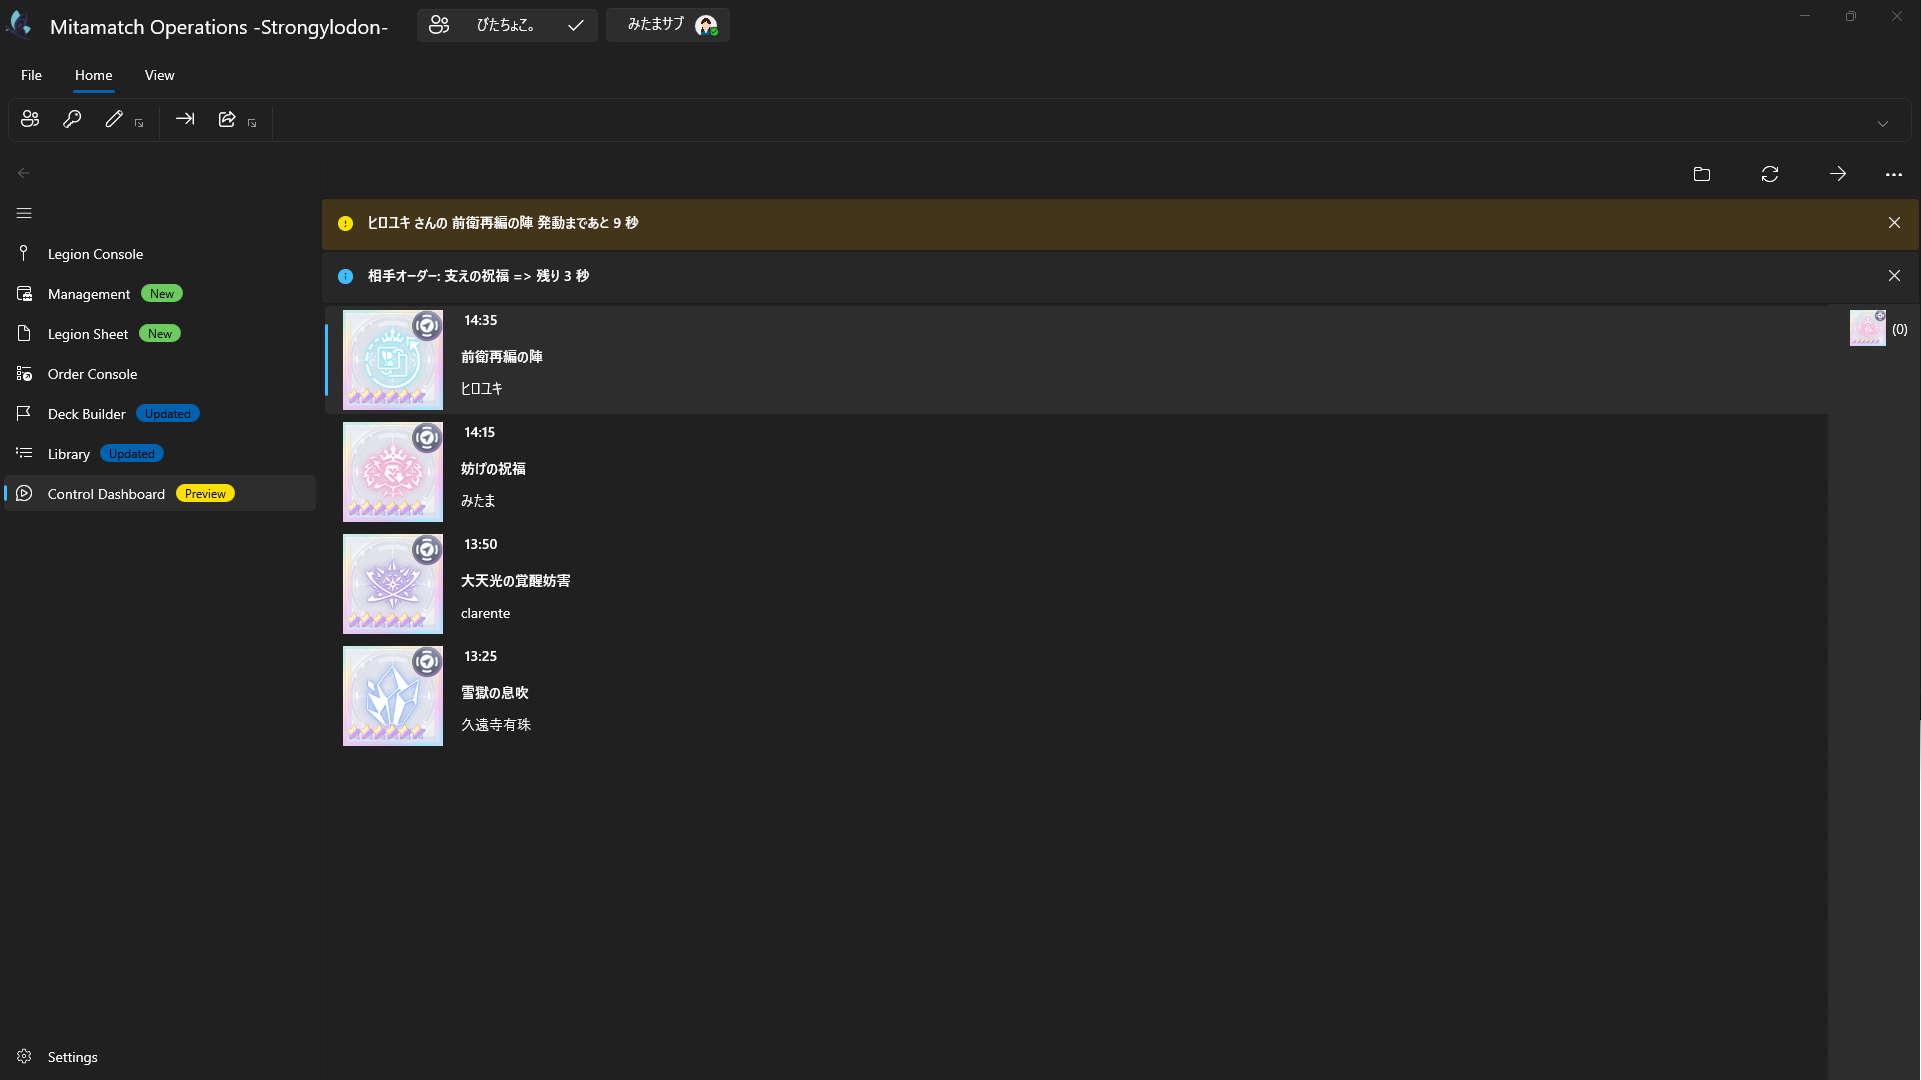 Mitamatch Operations -Strongylodon-
ぴたちょこ。
みたまサブ
File
Home
View
Legion Console
Management New
Legion Sheet New
Order Console
Deck Builder Updated
Library Updated
Control Dashboard Preview
Settings
ヒロユキ さんの 前衛再編の陣 発動まであと 9 秒
相手オーダー: 支えの祝福 => 残り 3 秒
14:35
前衛再編の陣
ヒロユキ
(0)
14:15
妨げの祝福
みたま
13:50
大天光の覚醒妨害
clarente
13:25
雪獄の息吹
久遠寺有珠